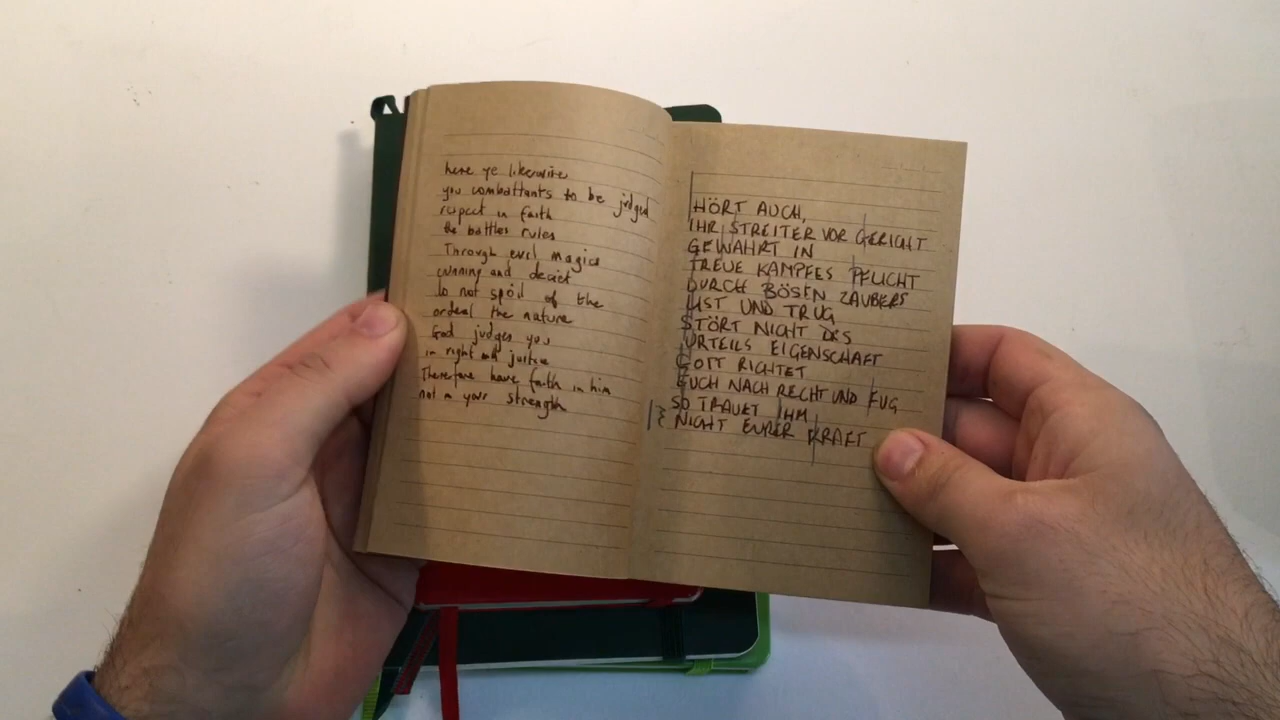 here ye likewise
you combattants to be judged
respect in faith
the battles rules
Through evil magics
cunning and deciet
do not spoil of the
ordeal the nature
God judges you
in right and justice
Therefore have faith in him
not in your strength
HÖRT AUCH,
IHR STREITER VOR GERICHT
GEWAHRT IN
TREUE KAMPFES PFLICHT
DURCH BÖSEN ZAUBERS
LIST UND TRUG
STÖRT NICHT DES
URTEILS EIGENSCHAFT
GOTT RICHTET
EUCH NACH RECHT UND FUG
SO TRAUET IHM
NICHT EURER KRAFT